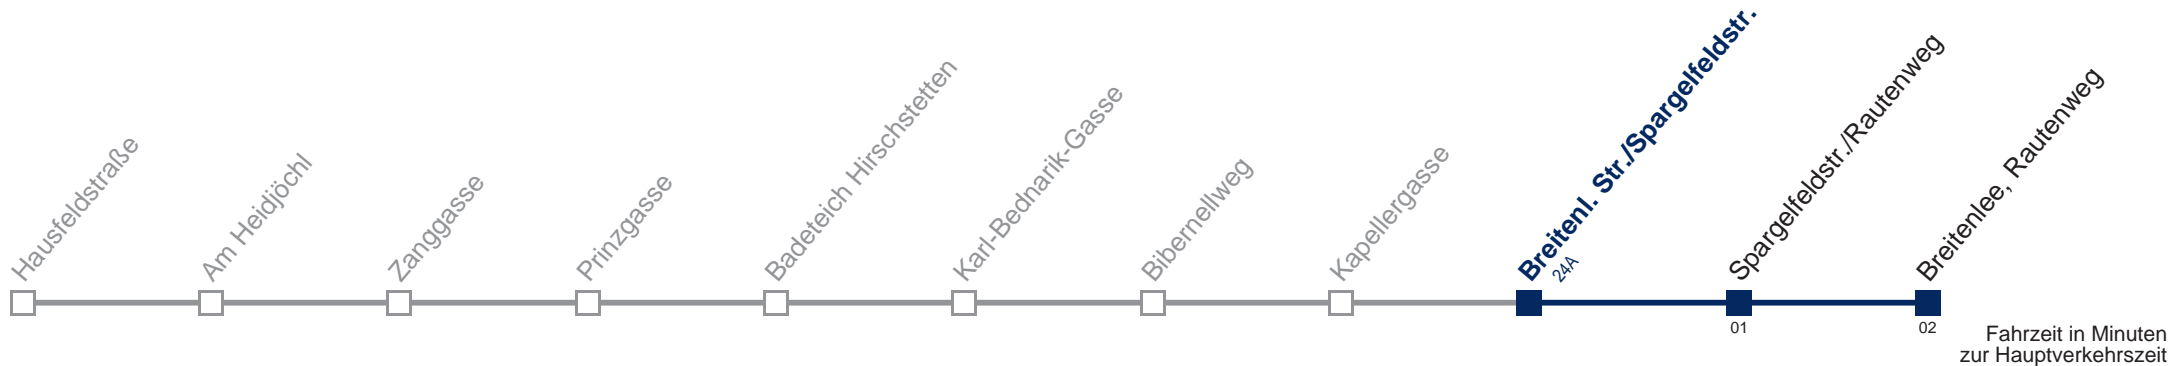 Hausfeldstraße
Am Heidjöchl
Zanggasse
Prinzgasse
Badeteich Hirschstetten
Karl-Bednarik-Gasse
Bibernellweg
Kapellergasse
Breitenl. Str./Spargelfeldstr.
24A
Spargelfeldstr./Rautenweg
Breitenlee, Rautenweg
01
02
Fahrzeit in Minuten
zur Hauptverkehrszeit